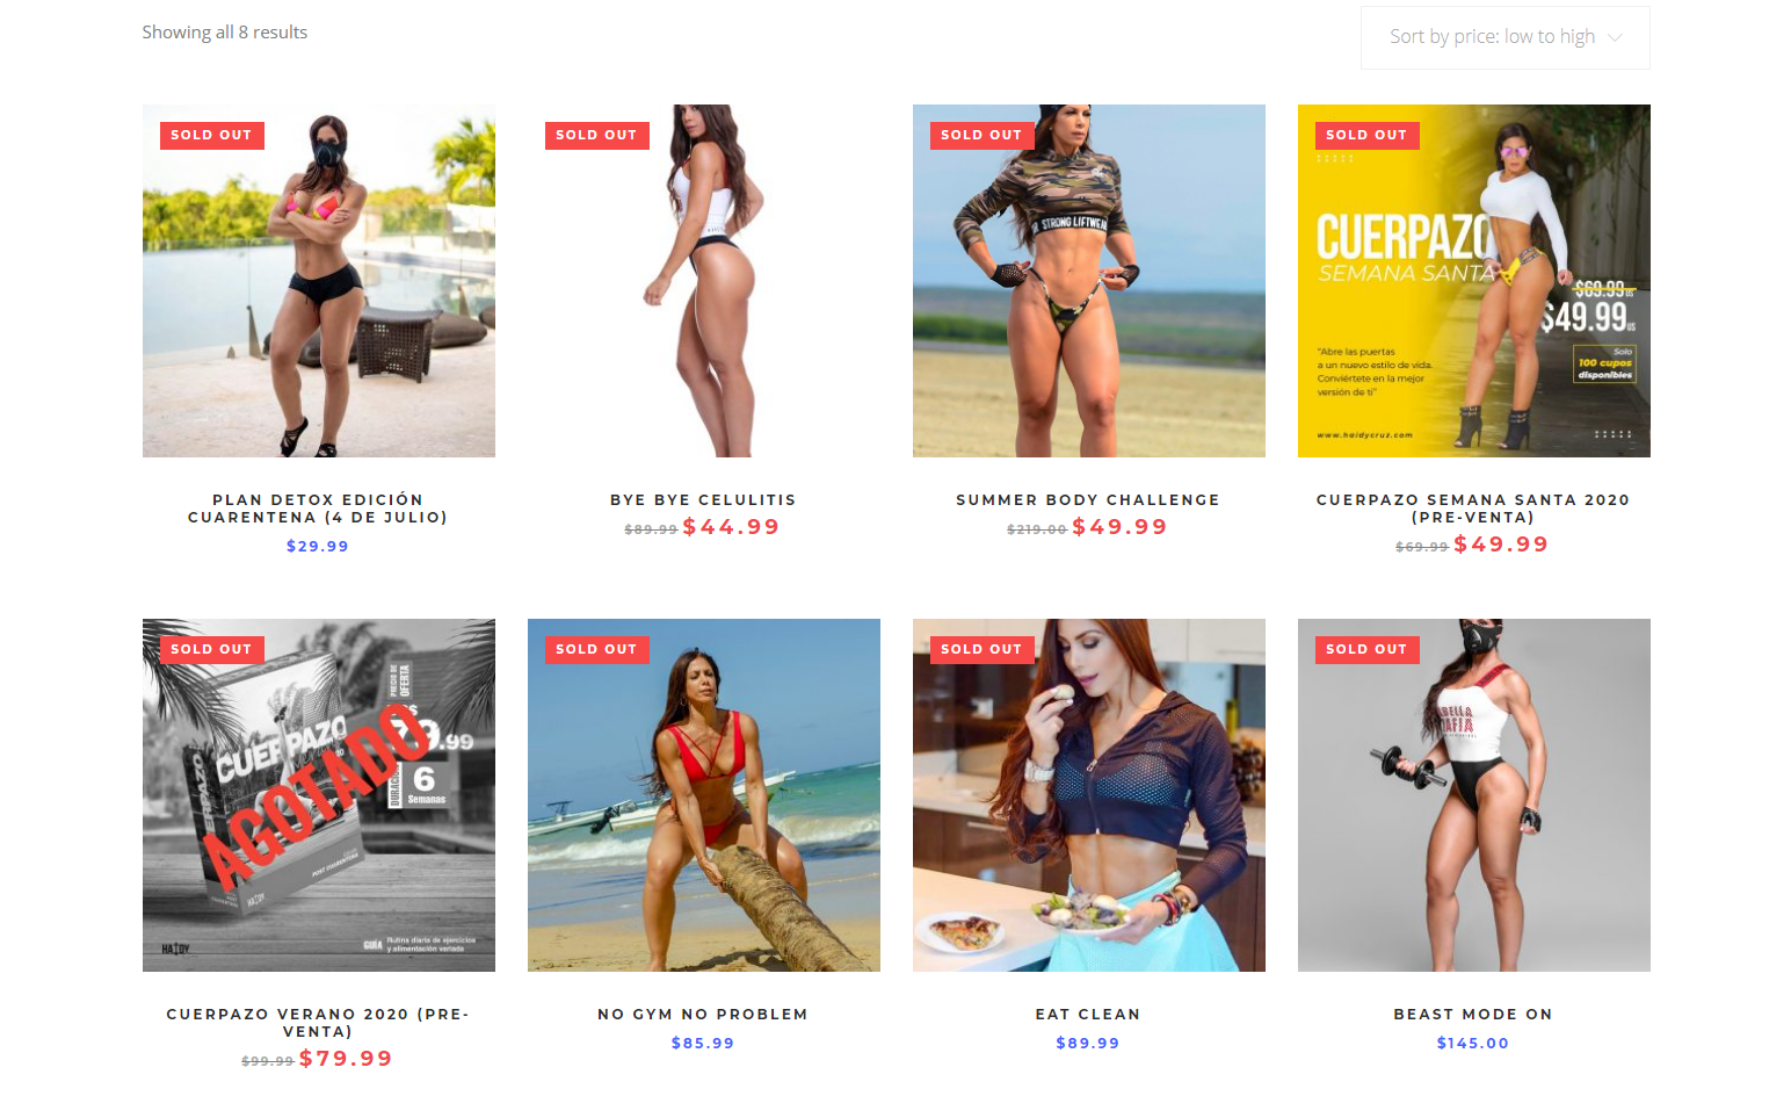 Showing all 8 results
Sort by price: low to high
SOLD OUT
STRONG LIFTWEAR
SOLD OUT
SOLD OUT
SOLD OUT
CUERPAZO
SEMANA SANTA
$69.99us
$49.99us
Solo
100 cupos
disponibles
"Abre las puertas
a un nuevo estilo de vida.
Conviértete en la mejor
versión de ti"
www.haidycruz.com
PLAN DETOX EDICIÓN
CUARENTENA (4 DE JULIO)
$29.99
BYE BYE CELULITIS
$89.99 $44.99
SUMMER BODY CHALLENGE
$219.00 $49.99
CUERPAZO SEMANA SANTA 2020
(PRE-VENTA)
$69.99 $49.99
SOLD OUT
PRECIO DE
OFERTA
CUERPAZO
.99
AGOTADO
DURACIÓN
6
Semanas
HAIDY
GUÍA
Rutina diaria de ejercicios
y alimentación variada
SOLD OUT
SOLD OUT
SOLD OUT
CUERPAZO VERANO 2020 (PRE-
VENTA)
$99.99 $79.99
NO GYM NO PROBLEM
$85.99
EAT CLEAN
$89.99
BEAST MODE ON
$145.00